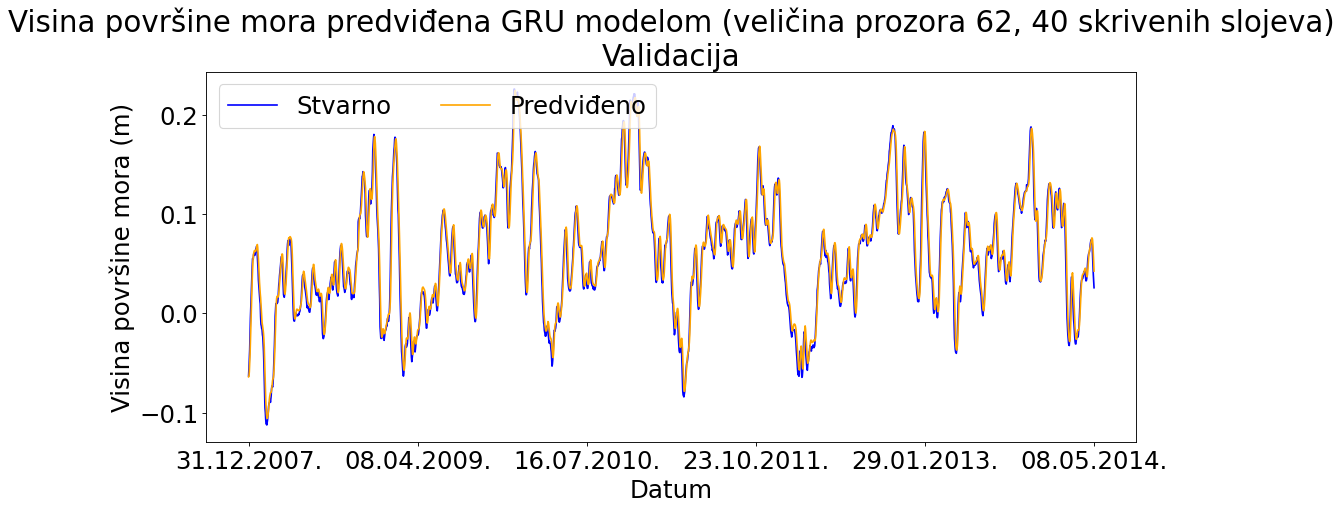 Visina površine mora predviđena GRU modelom (veličina prozora 62, 40 skrivenih slojeva)
Validacija
Stvarno Predviđeno
Visina površine mora (m)
0.2
0.1
0.0
−0.1
31.12.2007. 08.04.2009. 16.07.2010. 23.10.2011. 29.01.2013. 08.05.2014.
Datum